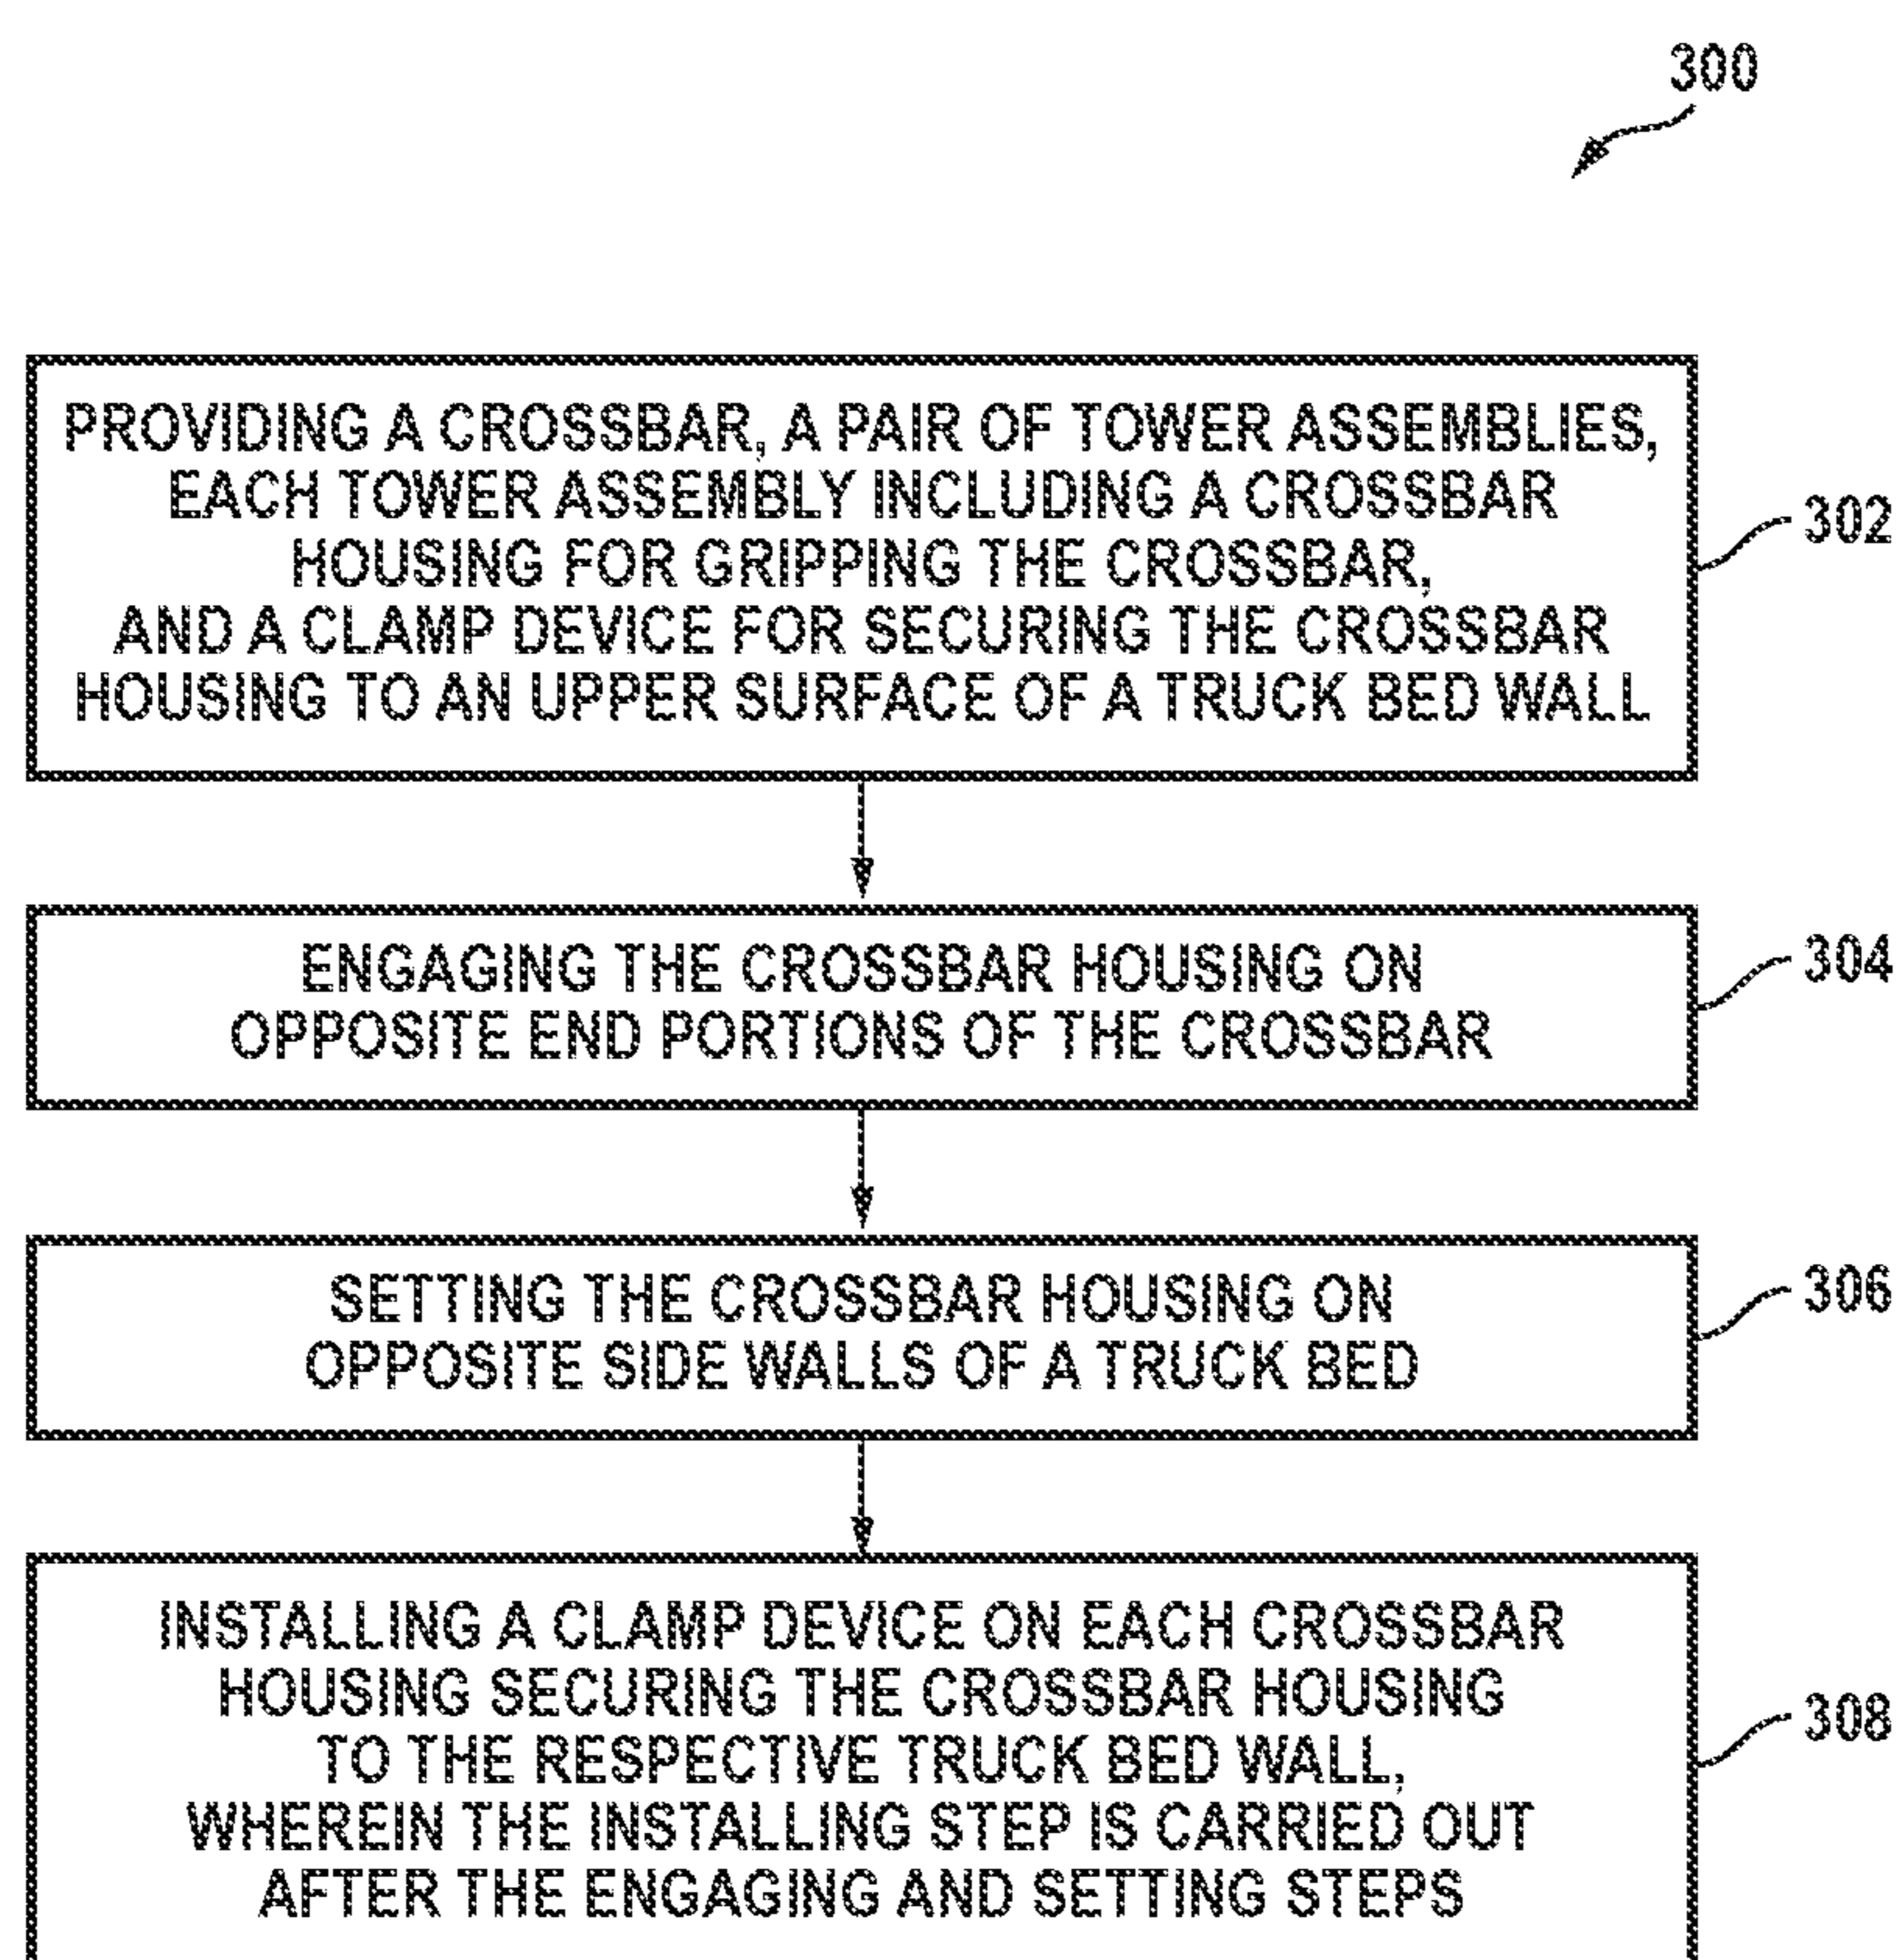 300
PROVIDING A CROSSBAR, A PAIR OF TOWER ASSEMBLIES,
EACH TOWER ASSEMBLY INCLUDING A CROSSBAR
HOUSING FOR GRIPPING THE CROSSBAR,
AND A CLAMP DEVICE FOR SECURING THE CROSSBAR
HOUSING TO AN UPPER SURFACE OF A TRUCK BED WALL
302
ENGAGING THE CROSSBAR HOUSING ON
OPPOSITE END PORTIONS OF THE CROSSBAR
304
SETTING THE CROSSBAR HOUSING ON
OPPOSITE SIDE WALLS OF A TRUCK BED
306
INSTALLING A CLAMP DEVICE ON EACH CROSSBAR
HOUSING SECURING THE CROSSBAR HOUSING
TO THE RESPECTIVE TRUCK BED WALL,
WHEREIN THE INSTALLING STEP IS CARRIED OUT
AFTER THE ENGAGING AND SETTING STEPS
308